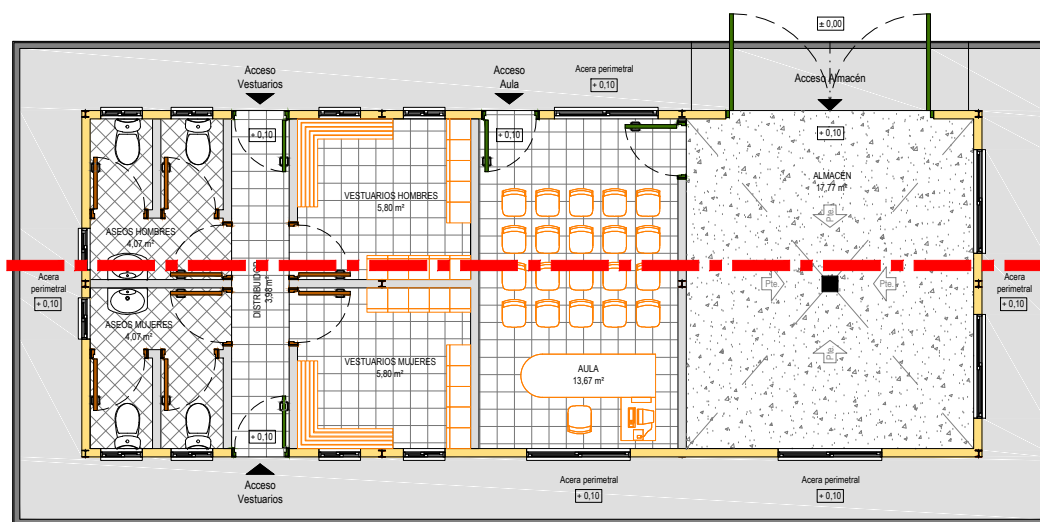 ± 0,00
Acceso
Vestuarios
Acceso
Aula
Acera perimetral
+ 0,10
Acceso Almacén
+ 0,10
+ 0,10
+ 0,10
ALMACÉN
17,77 m²
VESTUARIOS HOMBRES
5,80 m²
Pte.
ASEOS HOMBRES
4,07 m²
Acera
perimetral
+ 0,10
DISTRIBUIDOR
3,98 m²
Pte.
Pte.
Acera
perimetral
+ 0,10
ASEOS MUJERES
4,07 m²
VESTUARIOS MUJERES
5,80 m²
Pte.
AULA
13,67 m²
+ 0,10
Acceso
Vestuarios
Acera perimetral
+ 0,10
Acera perimetral
+ 0,10